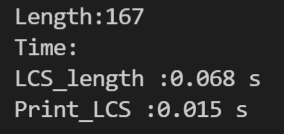 Length:167
Time:
LCS_length :0.068 s
Print_LCS :0.015 s